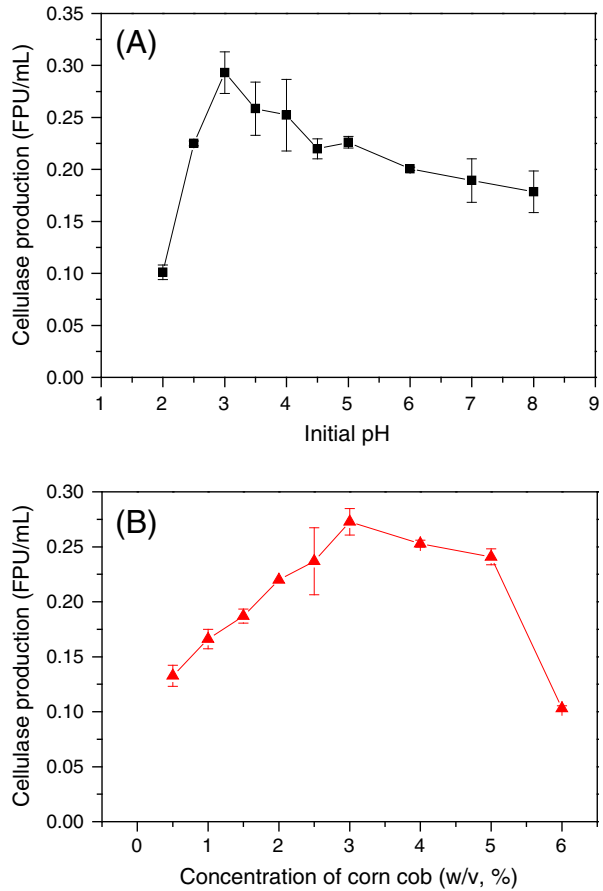 (A)
Cellulase production (FPU/mL)
0.35
0.30
0.25
0.20
0.15
0.10
0.05
0.00
1 2 3 4 5 6 7 8 9
Initial pH
(B)
Cellulase production (FPU/mL)
0.30
0.25
0.20
0.15
0.10
0.05
0.00
0 1 2 3 4 5 6
Concentration of corn cob (w/v, %)